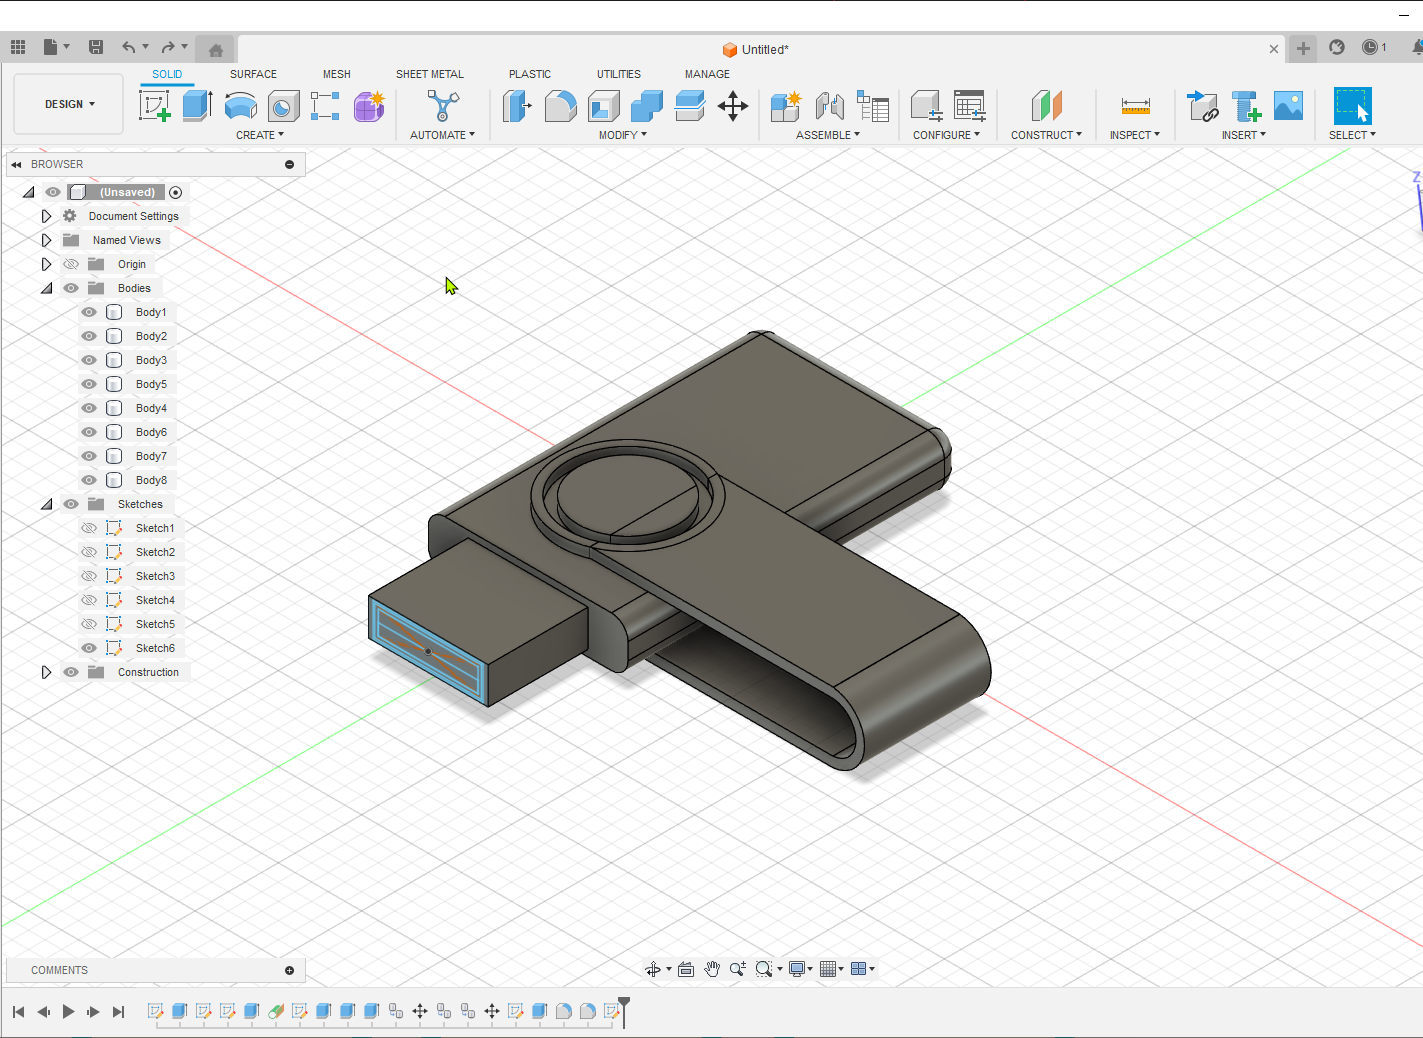 Untitled*
1
DESIGN
SOLID
SURFACE
MESH
SHEET METAL
PLASTIC
UTILITIES
MANAGE
CREATE
AUTOMATE
MODIFY
ASSEMBLE
CONFIGURE
CONSTRUCT
INSPECT
INSERT
SELECT
BROWSER
(Unsaved)
Document Settings
Named Views
Origin
Bodies
Body1
Body2
Body3
Body5
Body4
Body6
Body7
Body8
Sketches
Sketch1
Sketch2
Sketch3
Sketch4
Sketch5
Sketch6
Construction
Z
COMMENTS